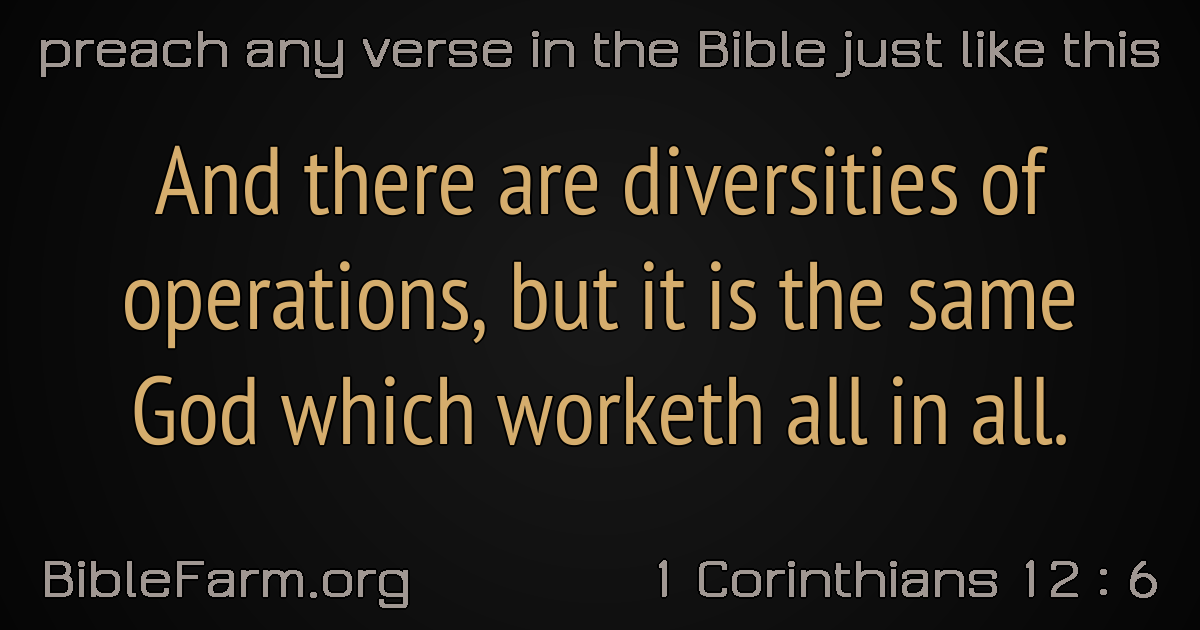 preach any verse in the Bible just like this
And there are diversities of
operations, but it is the same
God which worketh all in all.
BibleFarm.org
1 Corinthians 12 : 6